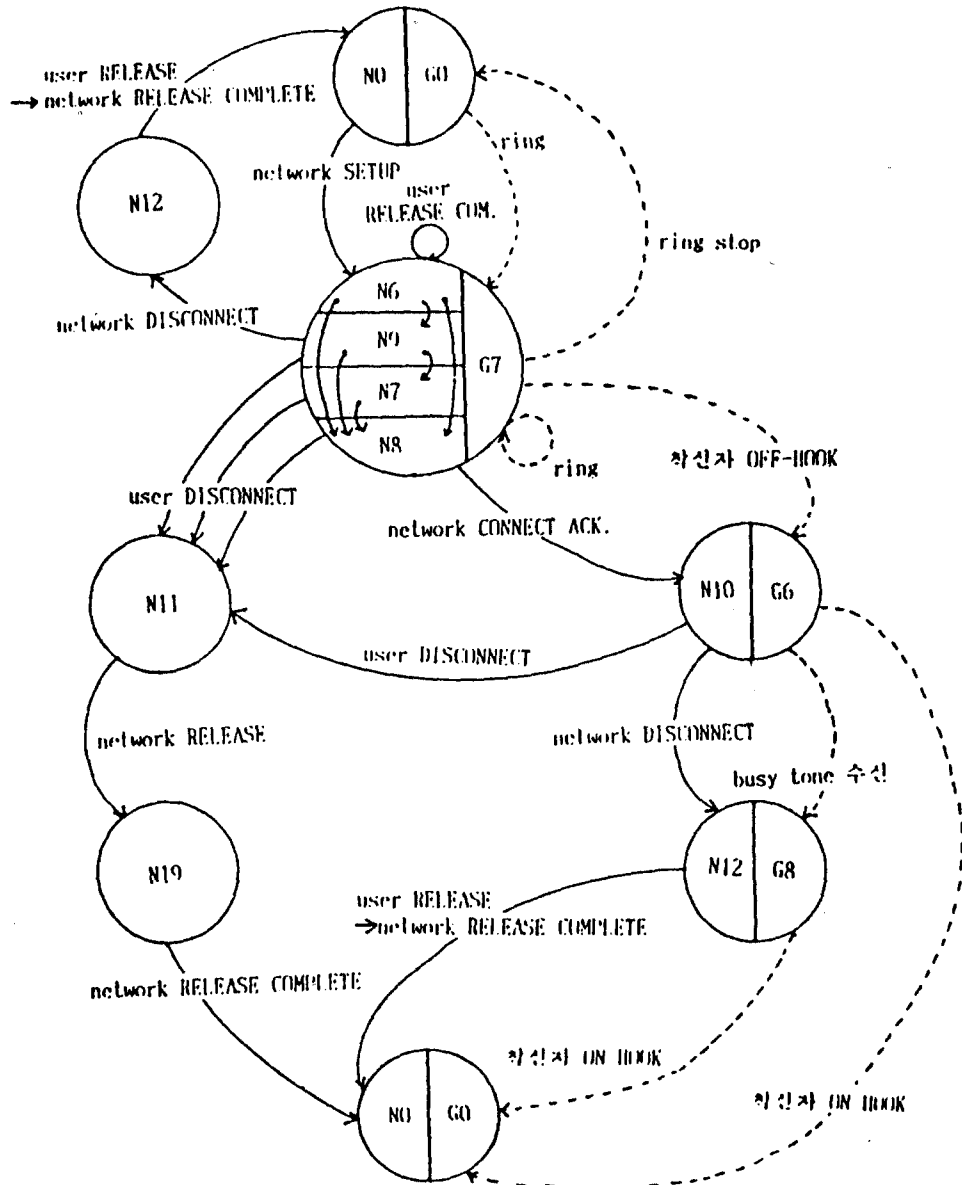 N0 G0
user RELEASE
→ network RELEASE COMPLETE
ring
network SETUP
N12
user
RELEASE COM.
ring stop
N6
network DISCONNECT
N9
G7
N7
N8
착신자 OFF-HOOK
ring
user DISCONNECT
network CONNECT ACK.
N11
N10 G6
user DISCONNECT
network RELEASE
network DISCONNECT
busy tone 수신
N19
N12 G8
user RELEASE
→network RELEASE COMPLETE
network RELEASE COMPLETE
착신자 ON HOOK
착신자 ON HOOK
N0 G0